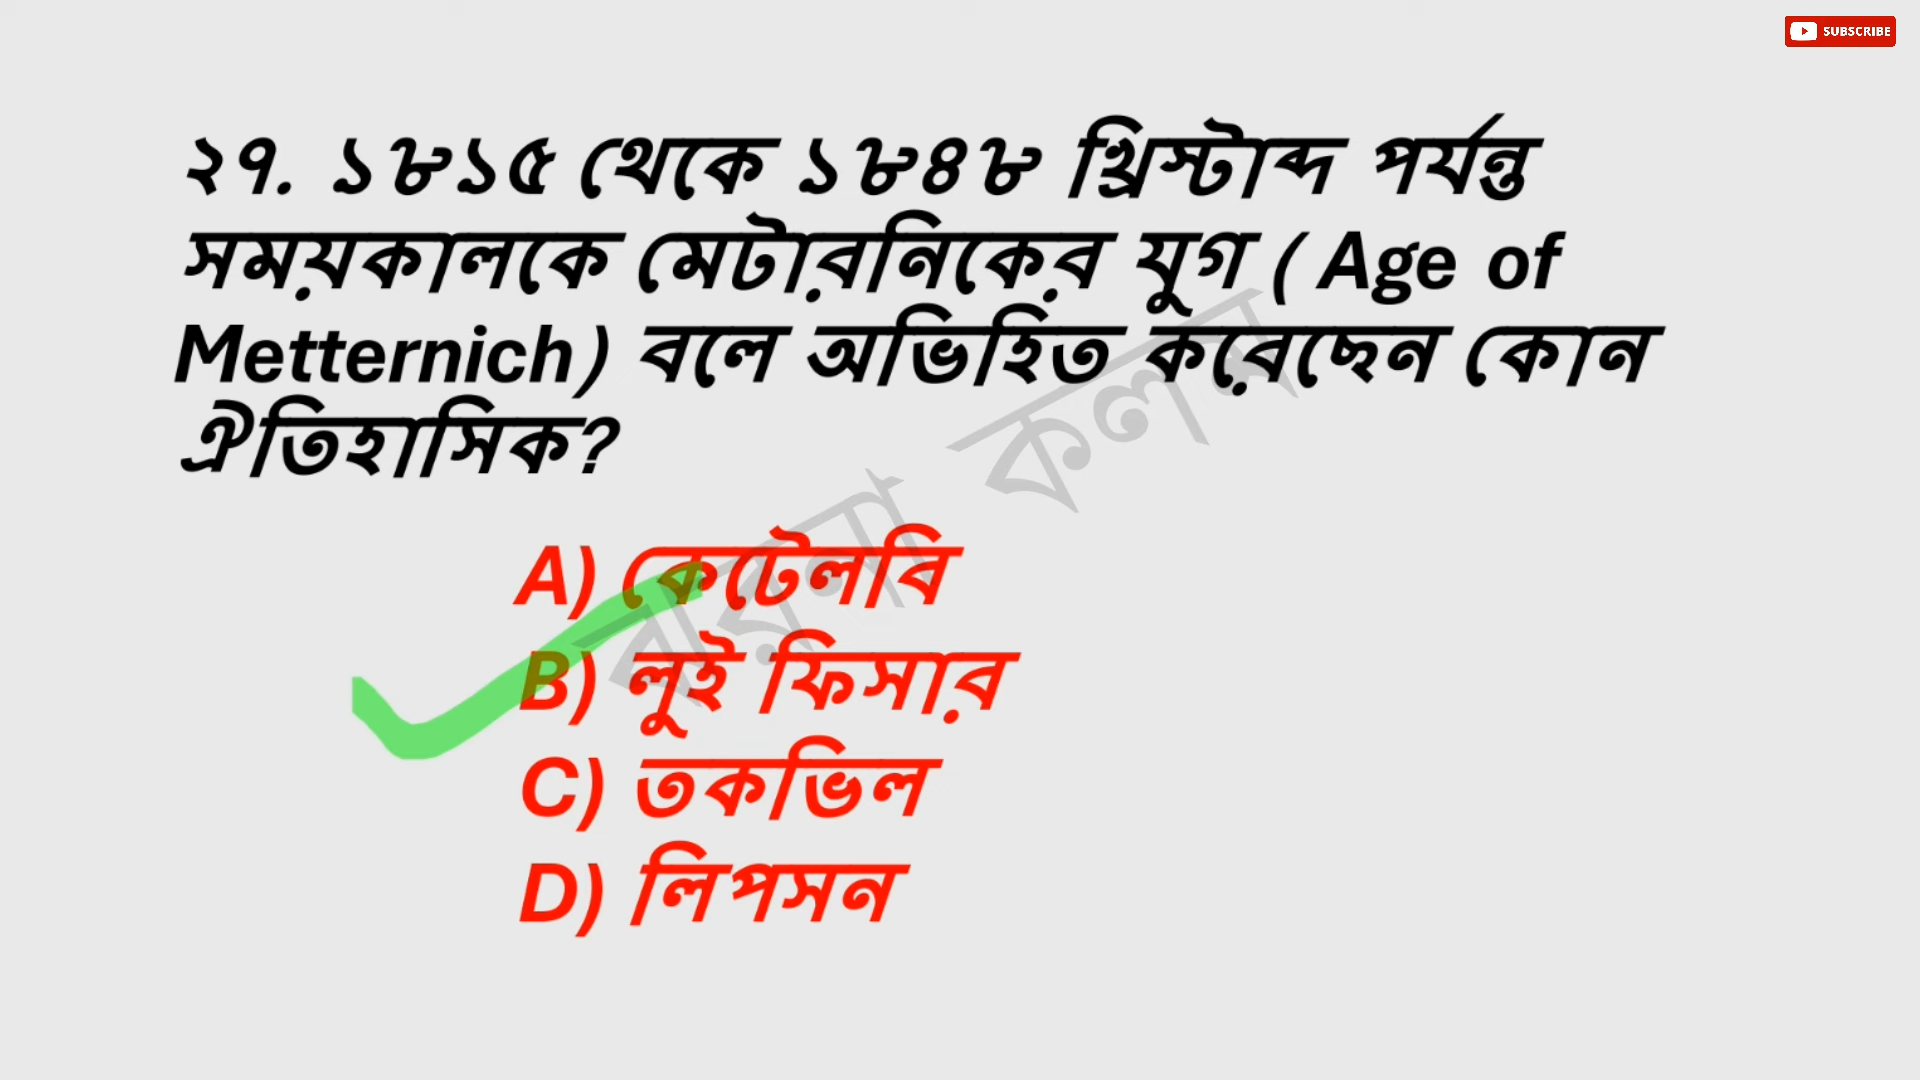 SUBSCRIBE
২৭. ১৮১৫ থেকে ১৮৪৮ খ্রিস্টাব্দ পর্যন্ত
সময়কালকে মেটারনিকের যুগ ( Age of
Metternich) বলে অভিহিত করেছেন কোন
ঐতিহাসিক?
A) কেটেলবি
B) লুই ফিসার
C) তকভিল
D) লিপসন